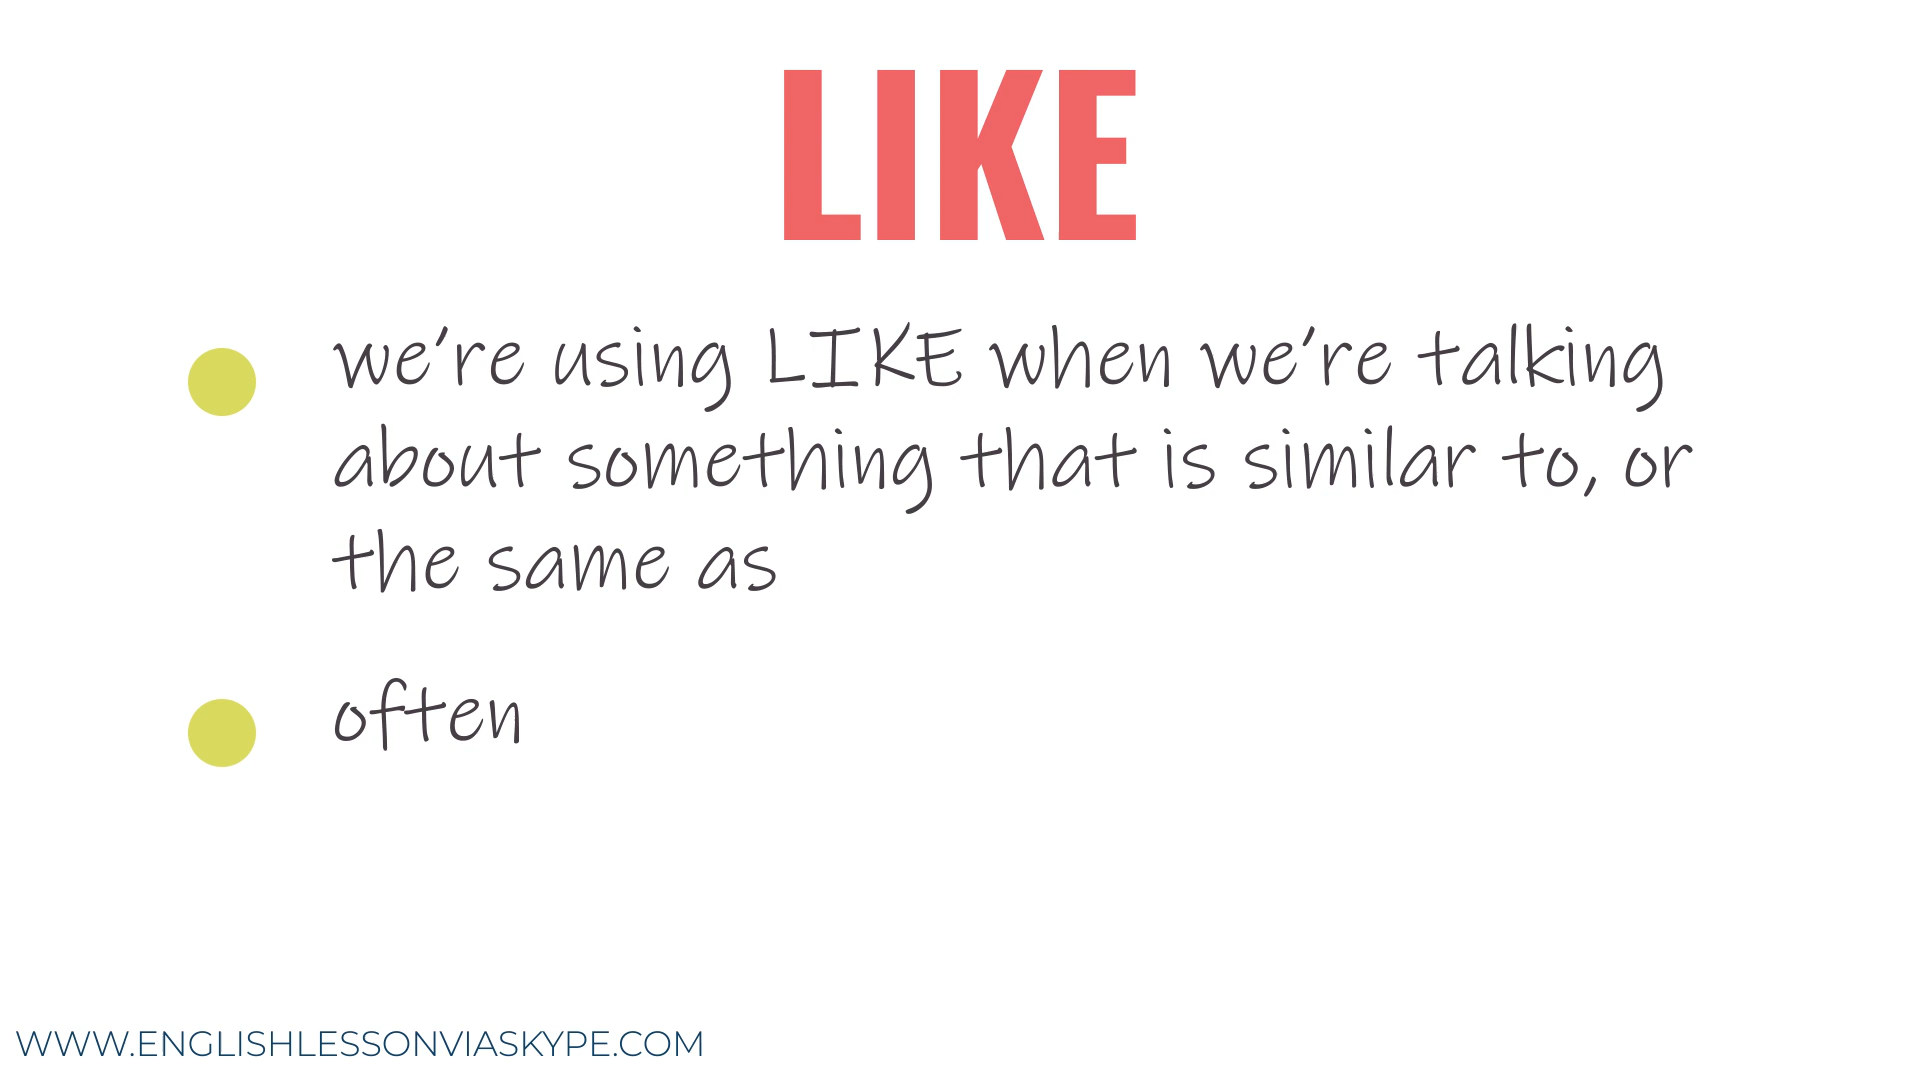 LIKE
we're using LIKE when we're talking
about something that is similar to, or
the same as
often
WWW.ENGLISHLESSONVIASKYPE.COM